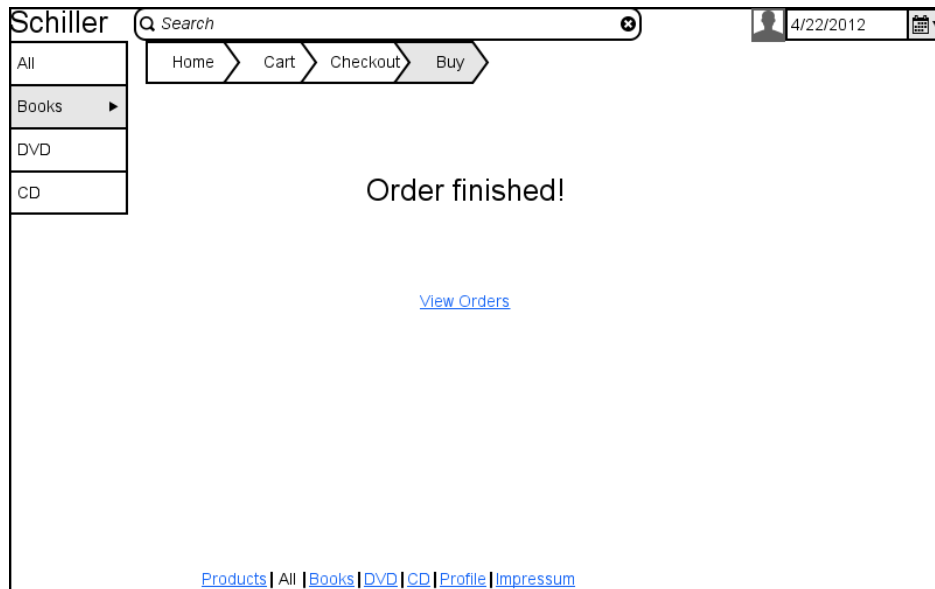 Schiller
Search
4/22/2012
Home Cart Checkout Buy
All
Books
DVD
CD
Order finished!
View Orders
Products | All | Books | DVD | CD | Profile | Impressum